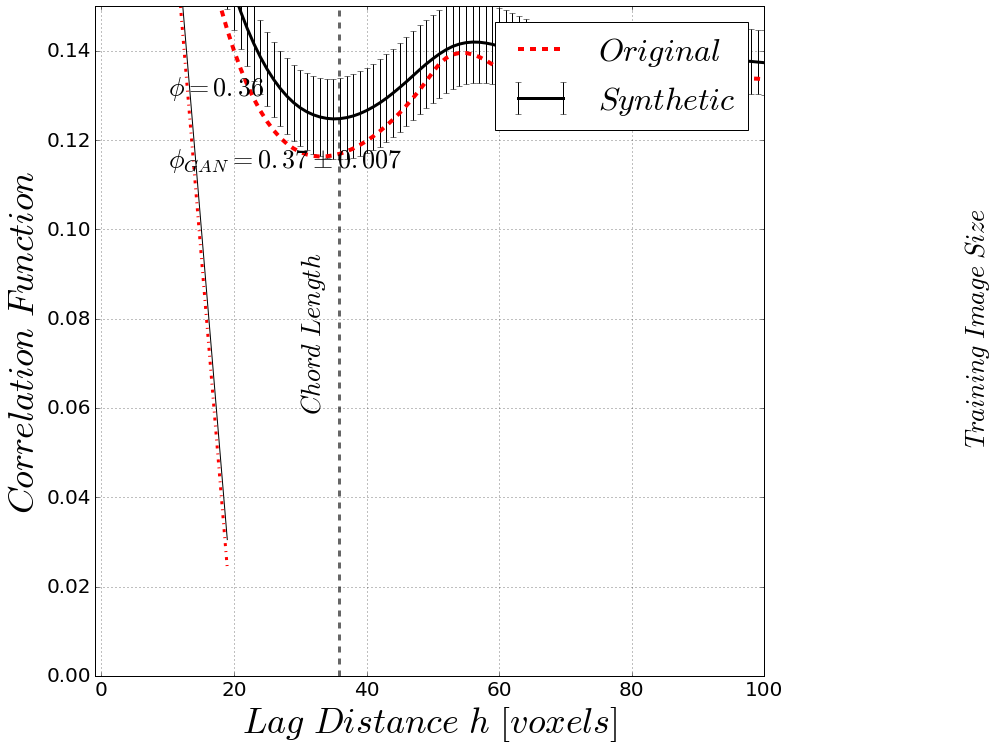 0.14
0.12
0.10
0.08
0.06
0.04
0.02
0.00
0
20
40
60
80
100
Correlation Function
Lag Distance h [voxels]
ϕ = 0.36
ϕ_GAN = 0.37 ± 0.007
Chord Length
Original
Synthetic
Training Image Size